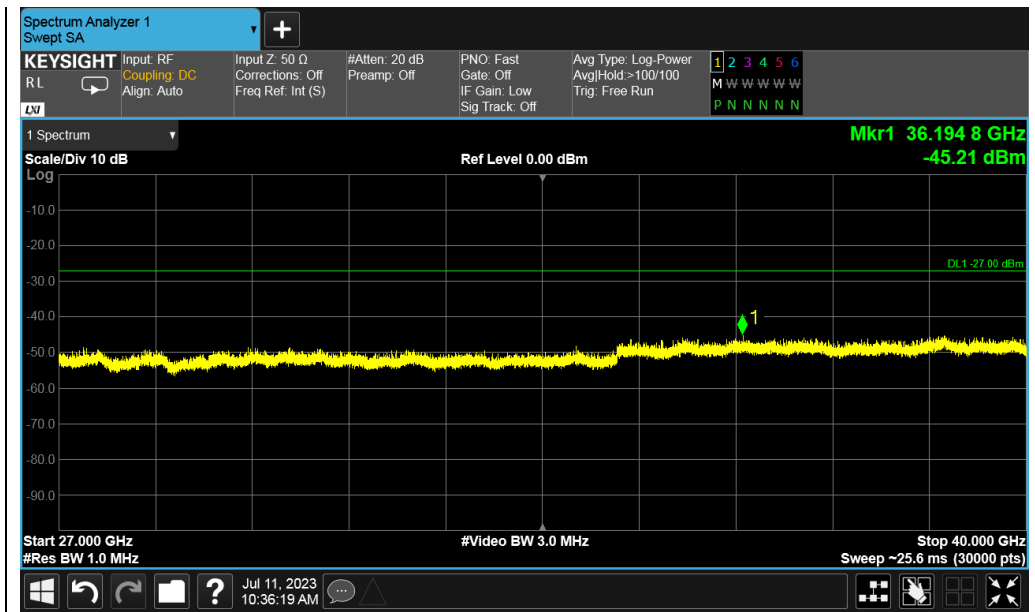 Spectrum Analyzer 1
Swept SA
+
KEYSIGHT
R L
LXI
Input: RF
Coupling: DC
Align: Auto
Input Z: 50 Ω
Corrections: Off
Freq Ref: Int (S)
#Atten: 20 dB
Preamp: Off
PNO: Fast
Gate: Off
IF Gain: Low
Sig Track: Off
Avg Type: Log-Power
Avg|Hold:>100/100
Trig: Free Run
1 2 3 4 5 6
M W W W W W
P N N N N N
1 Spectrum
Mkr1 36.194 8 GHz
-45.21 dBm
Scale/Div 10 dB
Ref Level 0.00 dBm
Log
-10.0
-20.0
DL1 -27.00 dBm
-30.0
-40.0
1
-50.0
-60.0
-70.0
-80.0
-90.0
Start 27.000 GHz
#Video BW 3.0 MHz
Stop 40.000 GHz
#Res BW 1.0 MHz
Sweep ~25.6 ms (30000 pts)
?
Jul 11, 2023
10:36:19 AM